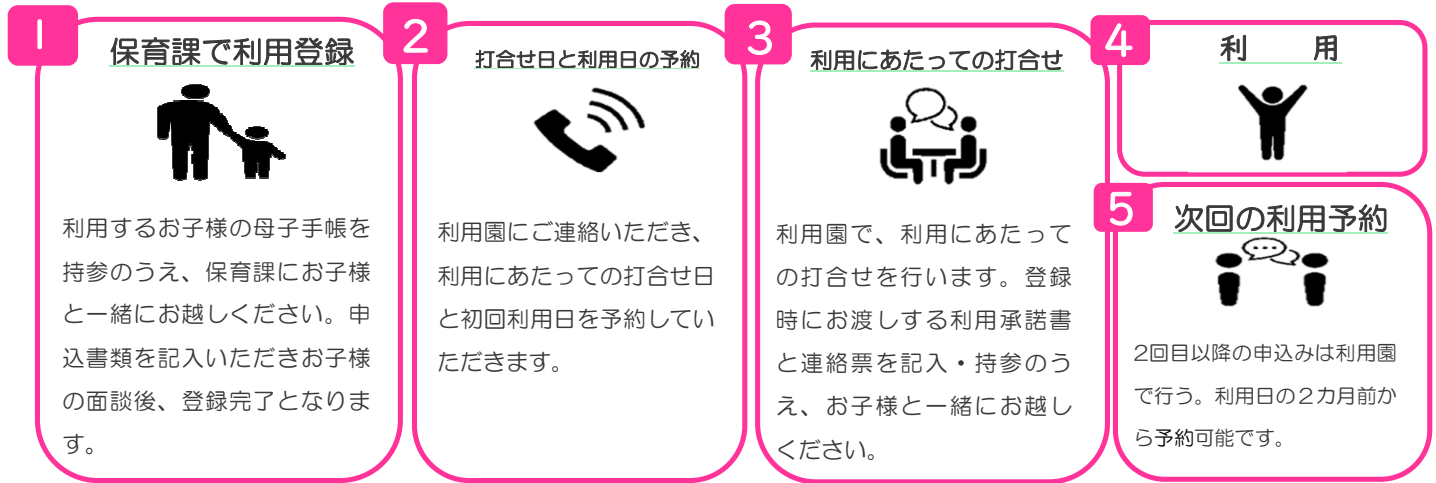 1
保育課で利用登録
利用するお子様の母子手帳を
持参のうえ、保育課にお子様
と一緒にお越しください。申
込書類を記入いただきお子様
の面談後、登録完了となりま
す。
2
打合せ日と利用日の予約
利用園にご連絡いただき、
利用にあたっての打合せ日
と初回利用日を予約してい
ただきます。
3
利用にあたっての打合せ
利用園で、利用にあたって
の打合せを行います。登録
時にお渡しする利用承諾書
と連絡票を記入・持参のう
え、お子様と一緒にお越し
ください。
4
利　　用
5
次回の利用予約
2回目以降の申込みは利用園
で行う。利用日の２カ月前か
ら予約可能です。